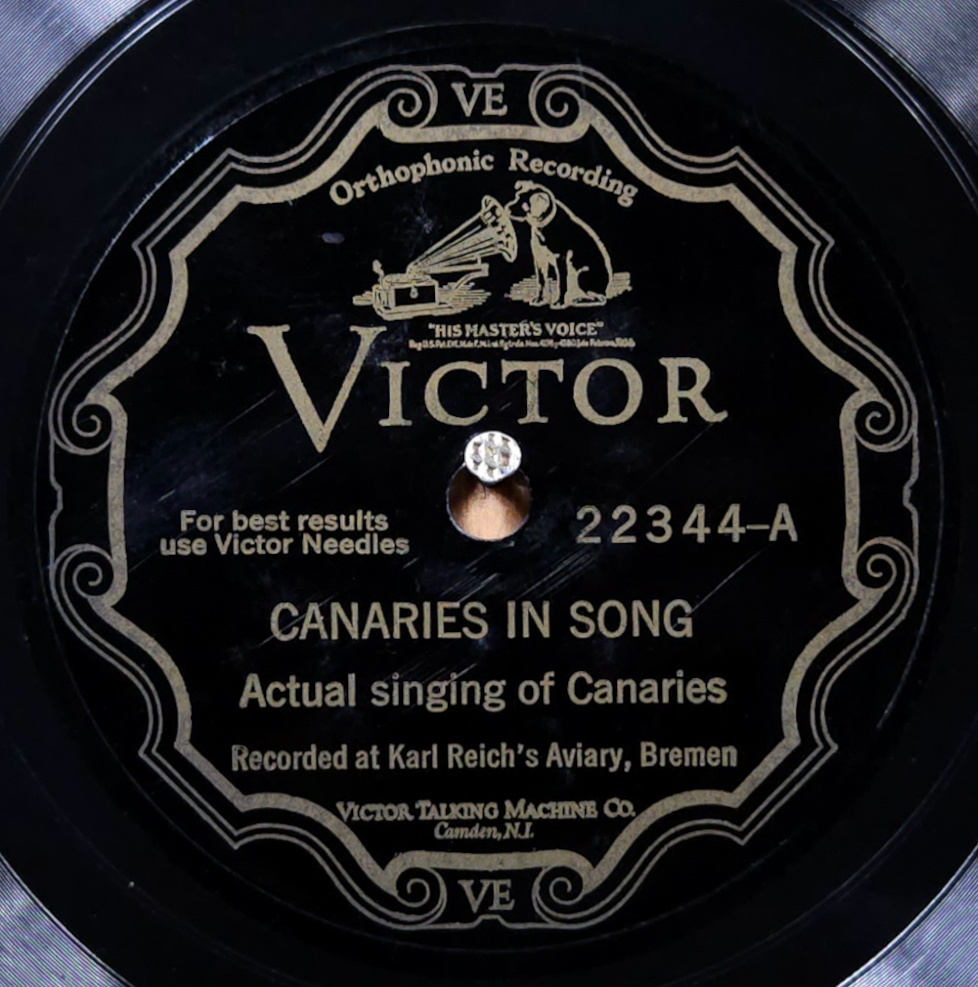 VE
Orthophonic Recording
"HIS MASTER'S VOICE"
VICTOR
For best results
use Victor Needles
22344-A
CANARIES IN SONG
Actual singing of Canaries
Recorded at Karl Reich's Aviary, Bremen
VICTOR TALKING MACHINE CO.
Camden, N.J.
VE